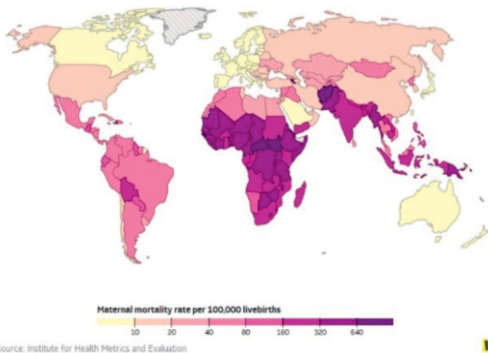 Maternal mortality rate per 100,000 livebirths
10 20 40 80 160 320 640
Source: Institute for Health Metrics and Evaluation